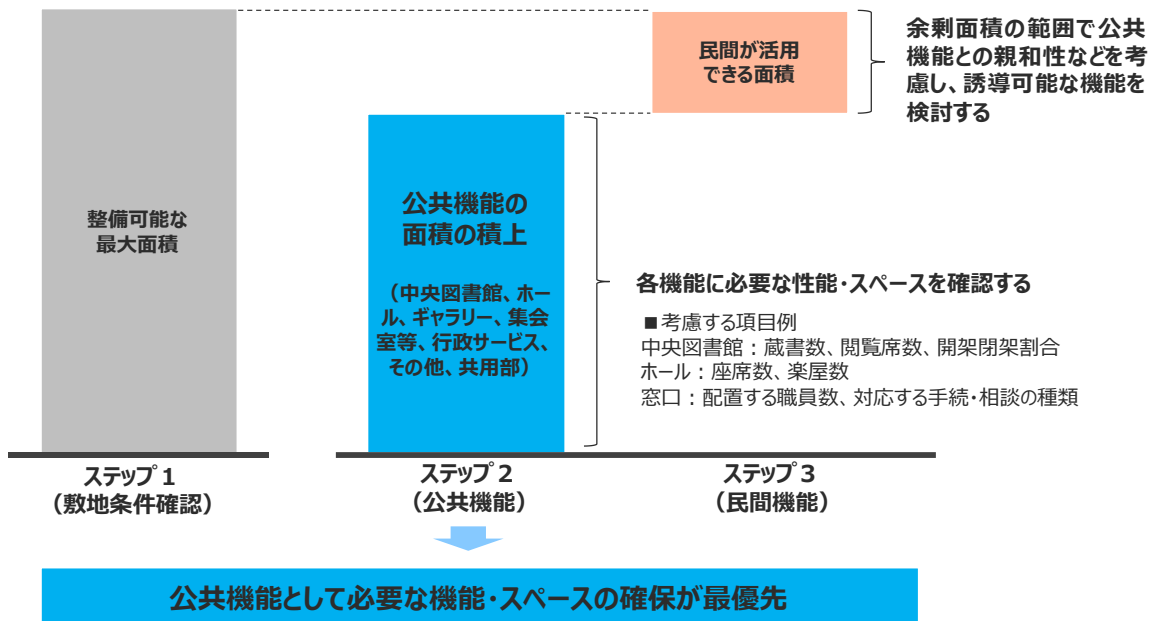 整備可能な
最大面積
公共機能の
面積の積上
（中央図書館、ホー
ル、ギャラリー、集会
室等、行政サービス、
その他、共用部）
民間が活用
できる面積
余剰面積の範囲で公共
機能との親和性などを考
慮し、誘導可能な機能を
検討する
各機能に必要な性能・スペースを確認する
■考慮する項目例
中央図書館：蔵書数、閲覧席数、開架閉架割合
ホール：座席数、楽屋数
窓口：配置する職員数、対応する手続・相談の種類
ステップ１
（敷地条件確認）
ステップ２
（公共機能）
ステップ３
（民間機能）
公共機能として必要な機能・スペースの確保が最優先